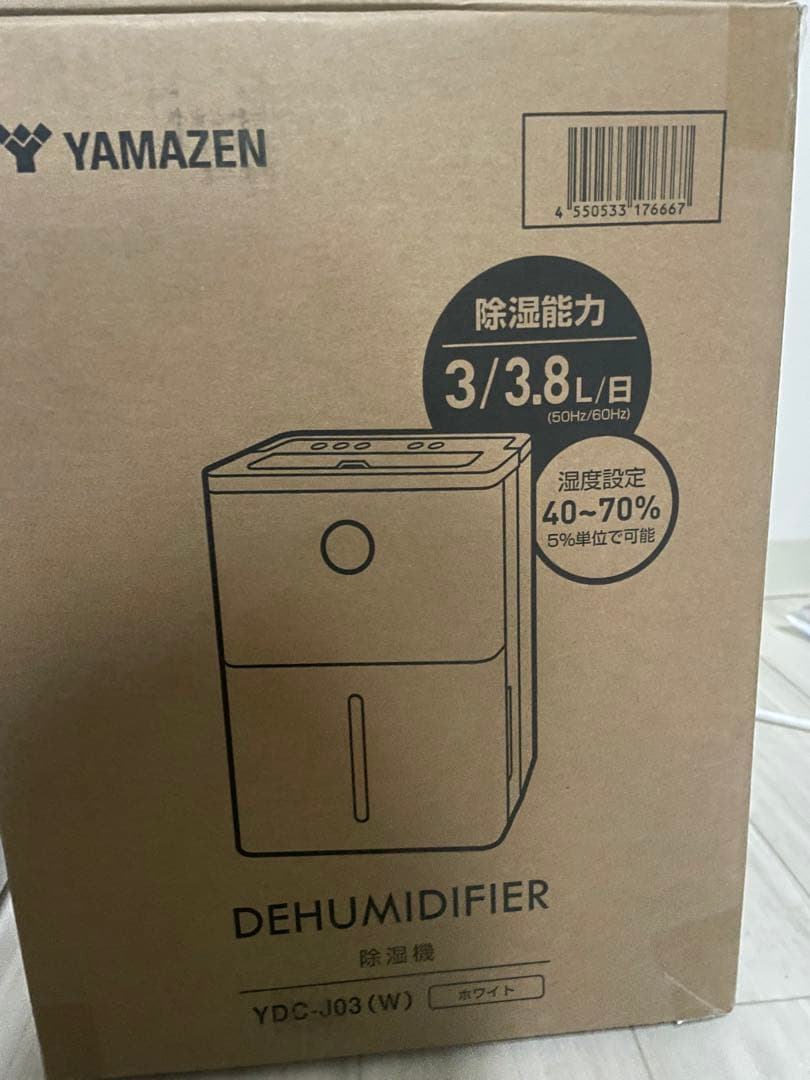 YAMAZEN
4 550533 176667
除湿能力
3/3.8L/日
(50Hz/60Hz)
湿度設定
40~70%
5%単位で可能
DEHUMIDIFIER
除湿機
YDC-J03(W) ホワイト